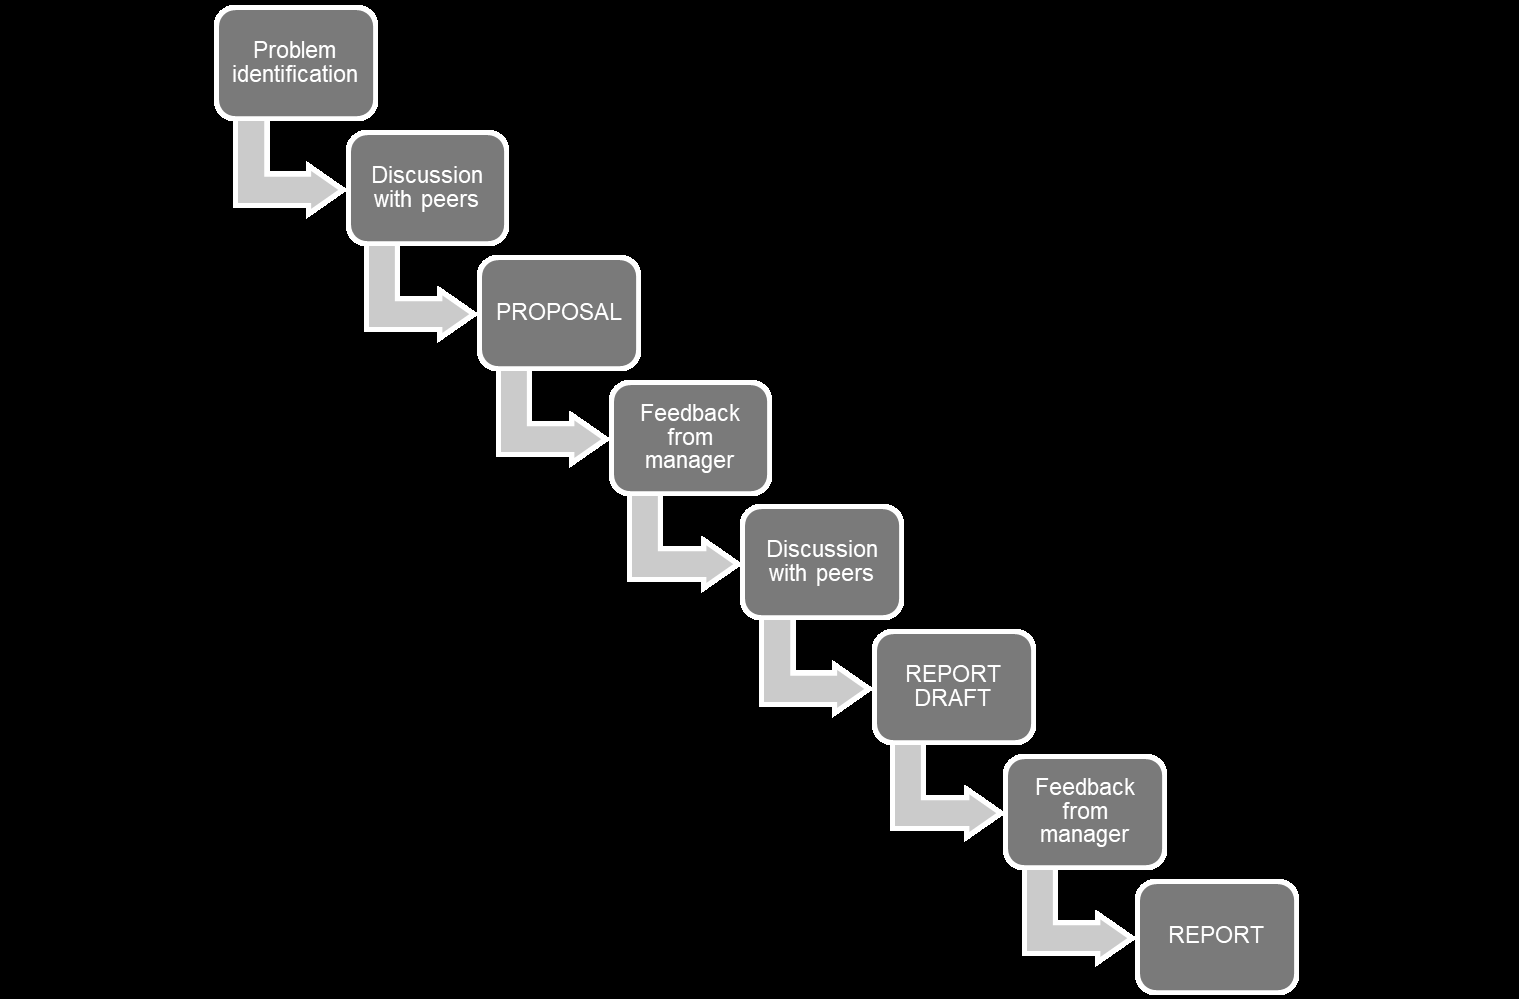 Problem
identification
Discussion
with peers
PROPOSAL
Feedback
from
manager
Discussion
with peers
REPORT
DRAFT
Feedback
from
manager
REPORT